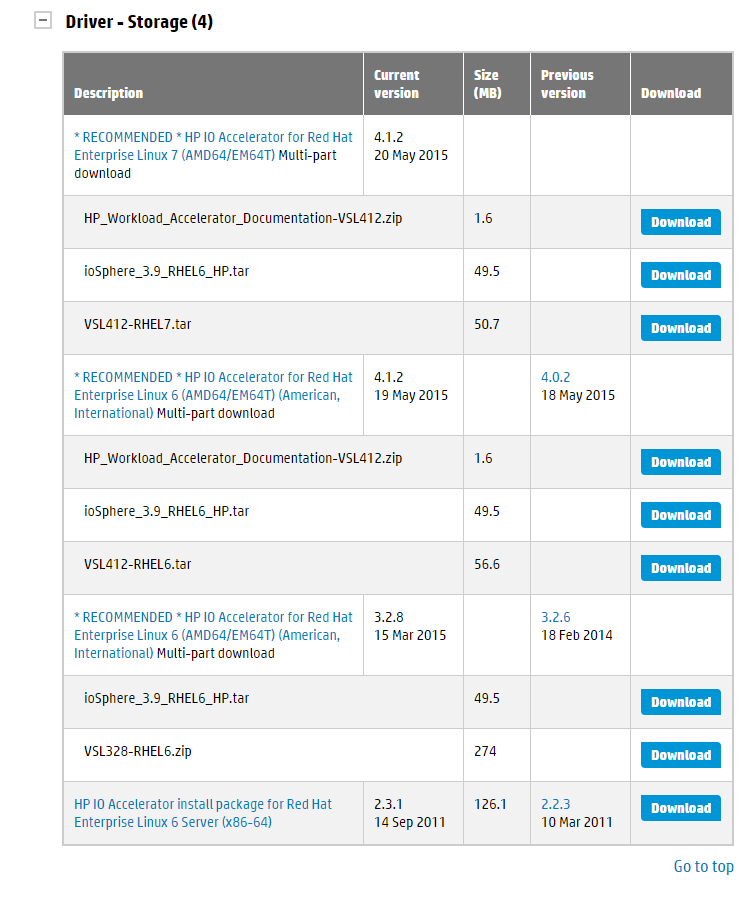 Driver - Storage (4)
Description Current version Size (MB) Previous version Download
* RECOMMENDED * HP IO Accelerator for Red Hat 4.1.2
Enterprise Linux 7 (AMD64/EM64T) Multi-part 20 May 2015
download
HP_Workload_Accelerator_Documentation-VSL412.zip 1.6 Download
ioSphere_3.9_RHEL6_HP.tar 49.5 Download
VSL412-RHEL7.tar 50.7 Download
* RECOMMENDED * HP IO Accelerator for Red Hat 4.1.2 4.0.2
Enterprise Linux 6 (AMD64/EM64T) (American, 19 May 2015 18 May 2015
International) Multi-part download
HP_Workload_Accelerator_Documentation-VSL412.zip 1.6 Download
ioSphere_3.9_RHEL6_HP.tar 49.5 Download
VSL412-RHEL6.tar 56.6 Download
* RECOMMENDED * HP IO Accelerator for Red Hat 3.2.8 3.2.6
Enterprise Linux 6 (AMD64/EM64T) (American, 15 Mar 2015 18 Feb 2014
International) Multi-part download
ioSphere_3.9_RHEL6_HP.tar 49.5 Download
VSL328-RHEL6.zip 274 Download
HP IO Accelerator install package for Red Hat 2.3.1 126.1 2.2.3 Download
Enterprise Linux 6 Server (x86-64) 14 Sep 2011 10 Mar 2011
Go to top